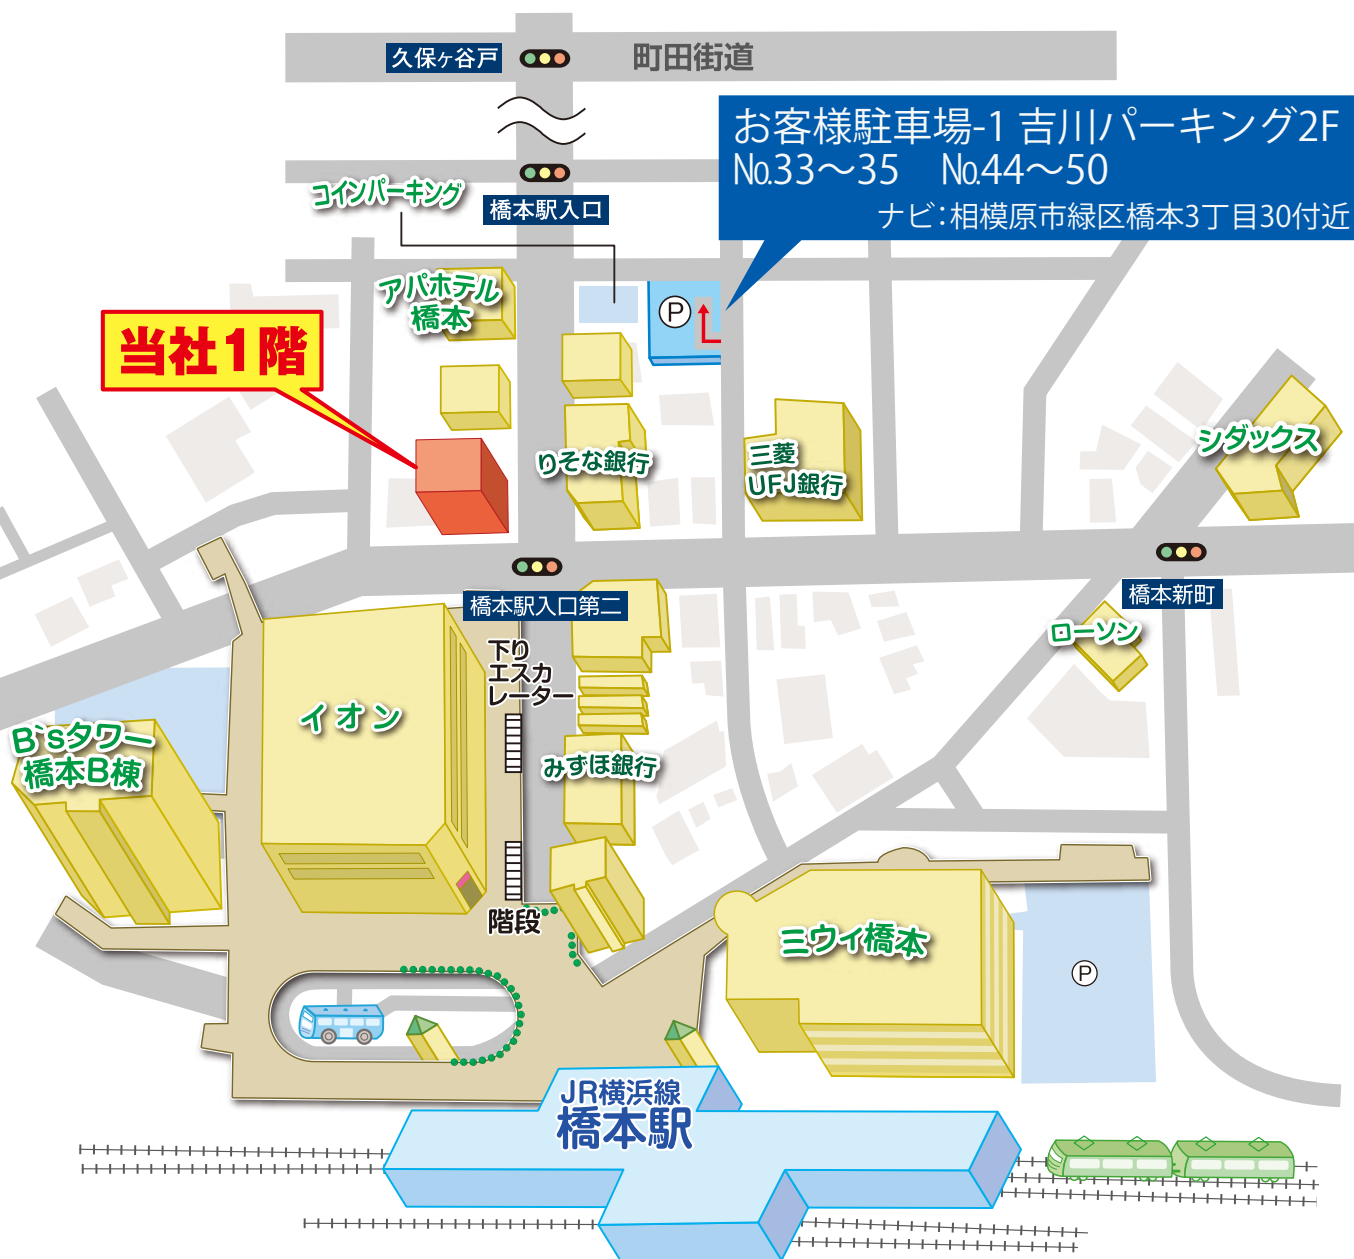 久保ヶ谷戸
町田街道
お客様駐車場-1 吉川パーキング2F
№33～35　№44～50
ナビ：相模原市緑区橋本3丁目30付近
コインパーキング
橋本駅入口
アパホテル
橋本
P
当社1階
りそな銀行
三菱
UFJ銀行
シダックス
橋本駅入口第二
橋本新町
ローソン
下り
エスカ
レーター
イオン
B'sタワー
橋本B棟
みずほ銀行
階段
ミウィ橋本
P
JR横浜線
橋本駅